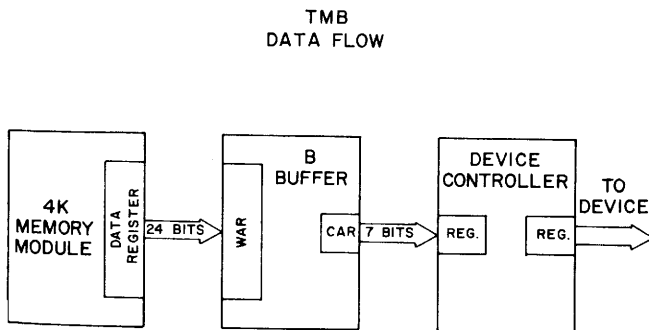 TMB
DATA FLOW
4K
MEMORY
MODULE
DATA
REGISTER
24 BITS
WAR
B
BUFFER
CAR
7 BITS
DEVICE
CONTROLLER
REG.
REG.
TO
DEVICE